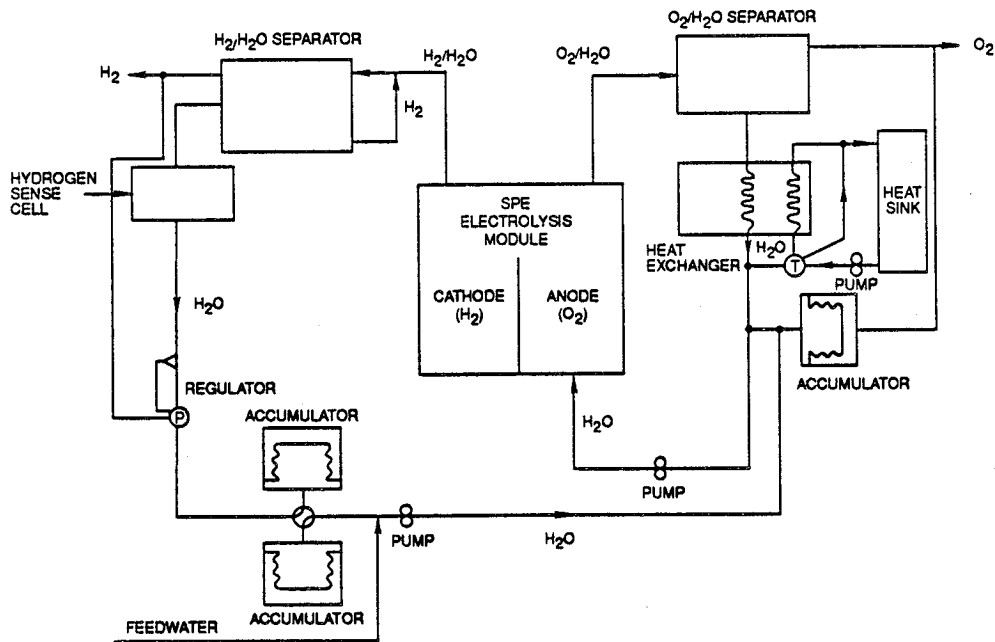 O2/H2O SEPARATOR
H2/H2O SEPARATOR
H2/H2O
O2/H2O
O2
H2
H2
HYDROGEN
SENSE
CELL
SPE
ELECTROLYSIS
MODULE
HEAT
SINK
H2O
HEAT
EXCHANGER
T
PUMP
CATHODE
(H2)
ANODE
(O2)
H2O
ACCUMULATOR
REGULATOR
P
ACCUMULATOR
H2O
PUMP
PUMP
H2O
ACCUMULATOR
FEEDWATER